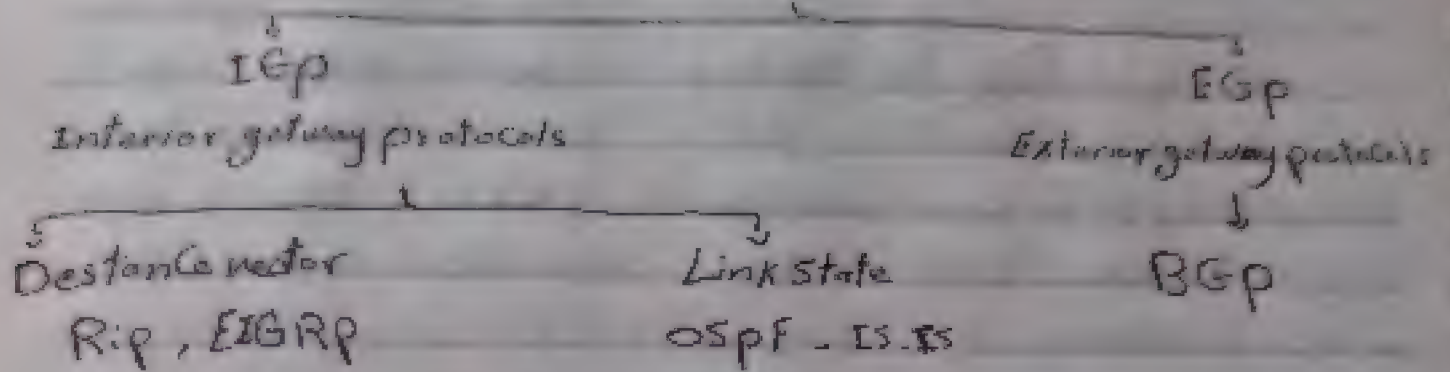 IGP
EGP
Interior getway protocols
Exterior getway protocols
Destance vector
Link State
BGP
Rip, EIGRP
OSPF - IS.IS